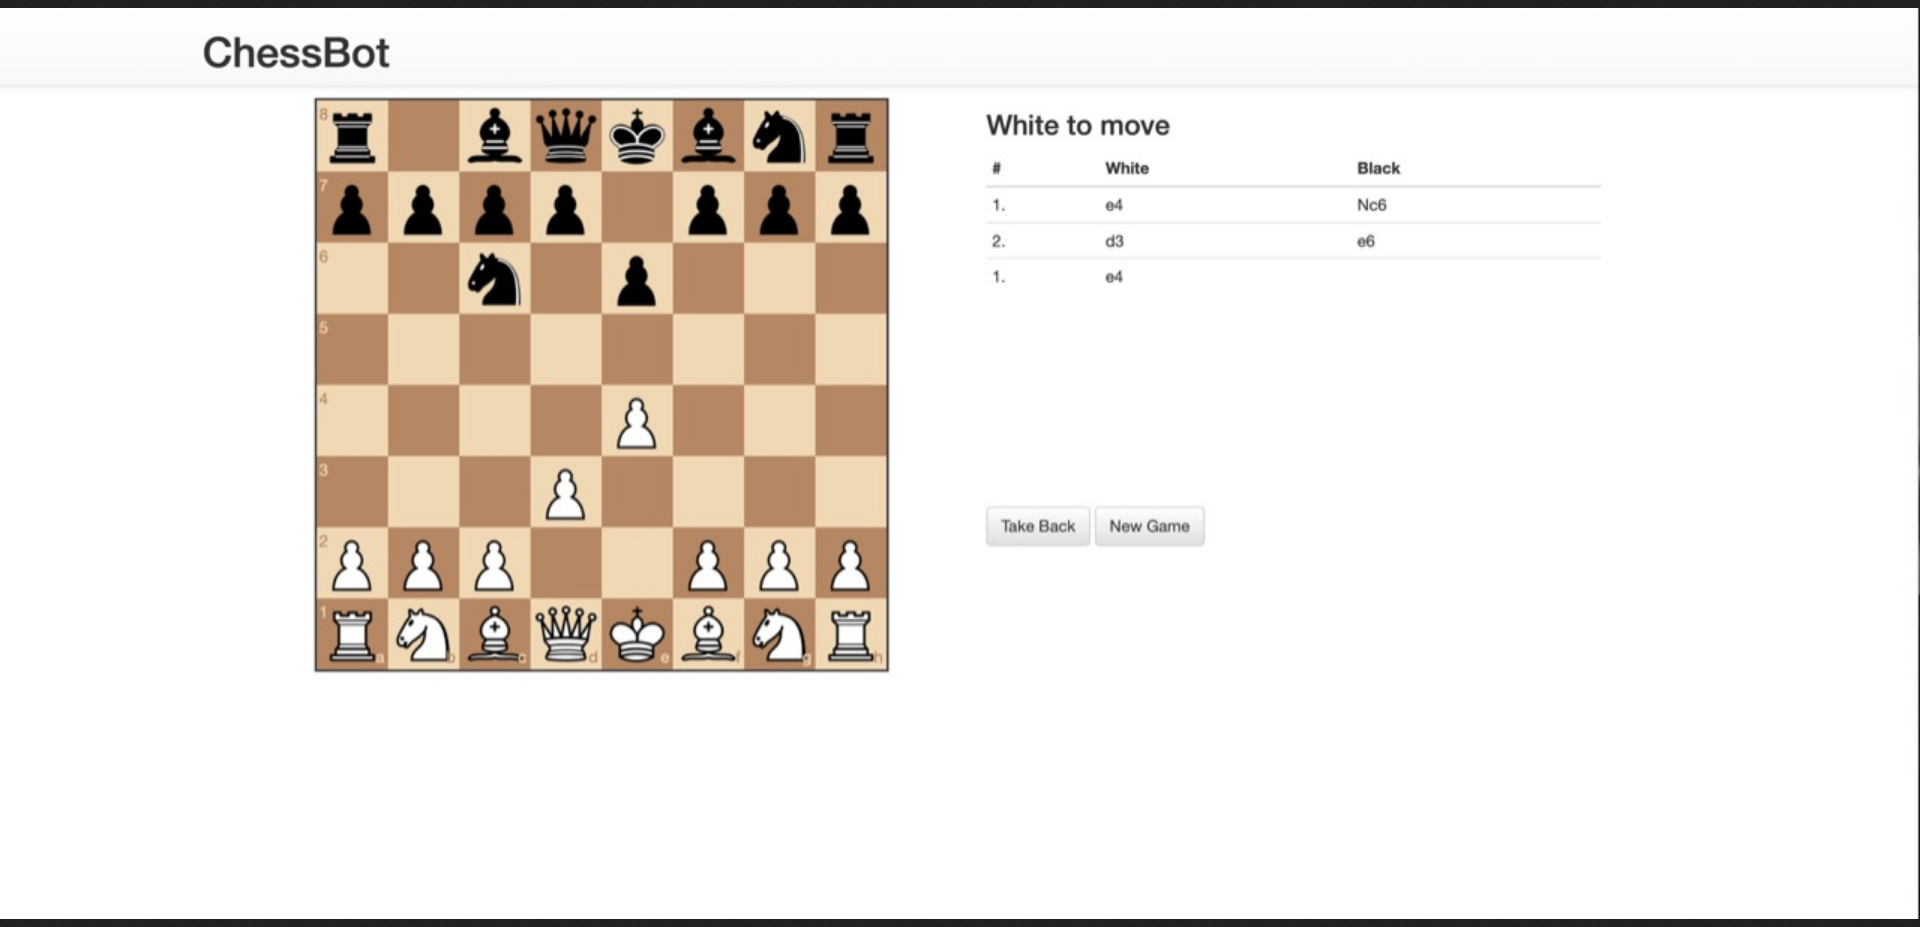 ChessBot
8
7
6
5
4
3
2
1
a b c d e f g h
White to move
# White Black
1. e4 Nc6
2. d3 e6
1. e4
Take Back New Game